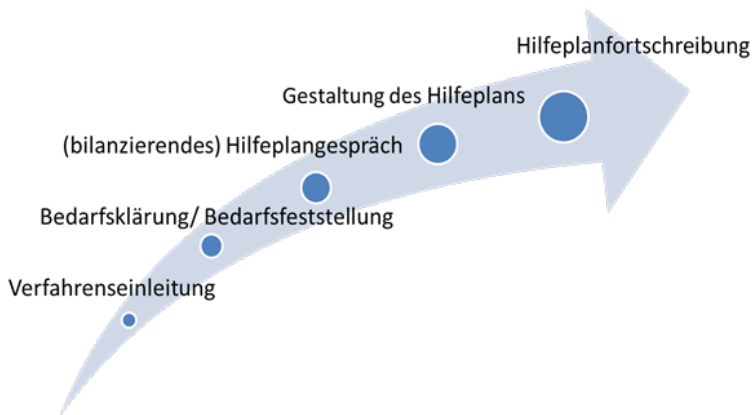 Hilfeplanfortschreibung
Gestaltung des Hilfeplans
(bilanzierendes) Hilfeplangespräch
Bedarfsklärung/ Bedarfsfeststellung
Verfahrenseinleitung